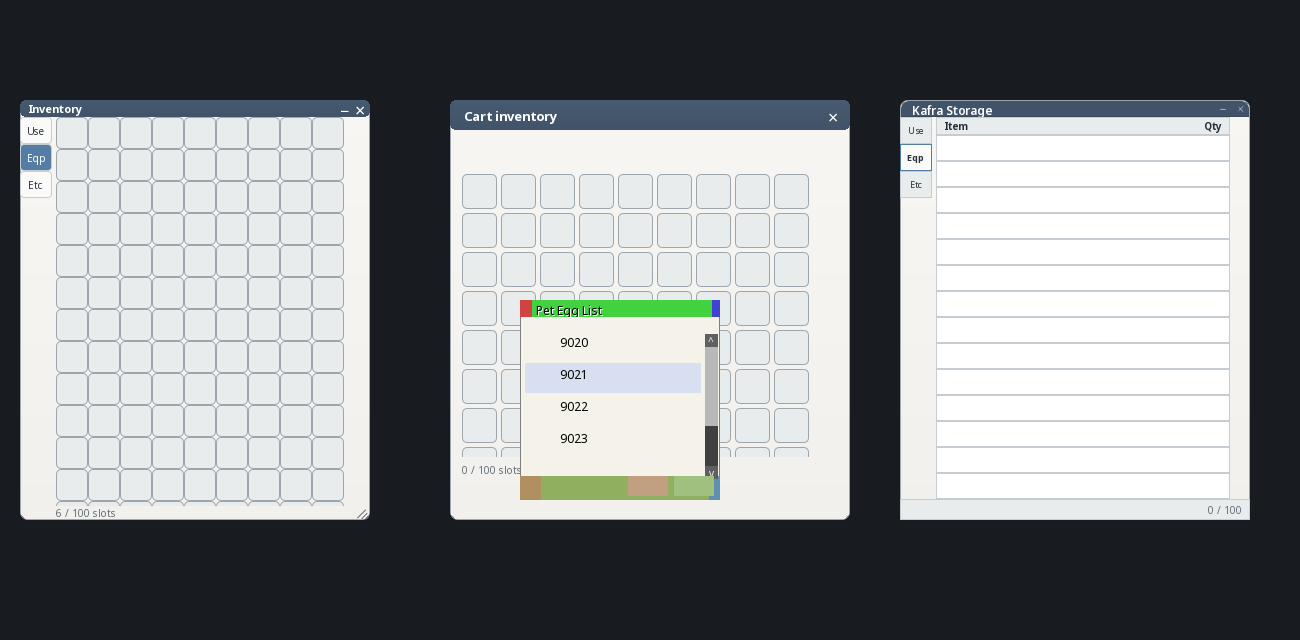 Inventory
Use
Eqp
Etc
6 / 100 slots
Cart inventory
0 / 100 slots
Pet Egg List
9020
9021
9022
9023
Kafra Storage
Use
Eqp
Etc
Item Qty
0 / 100